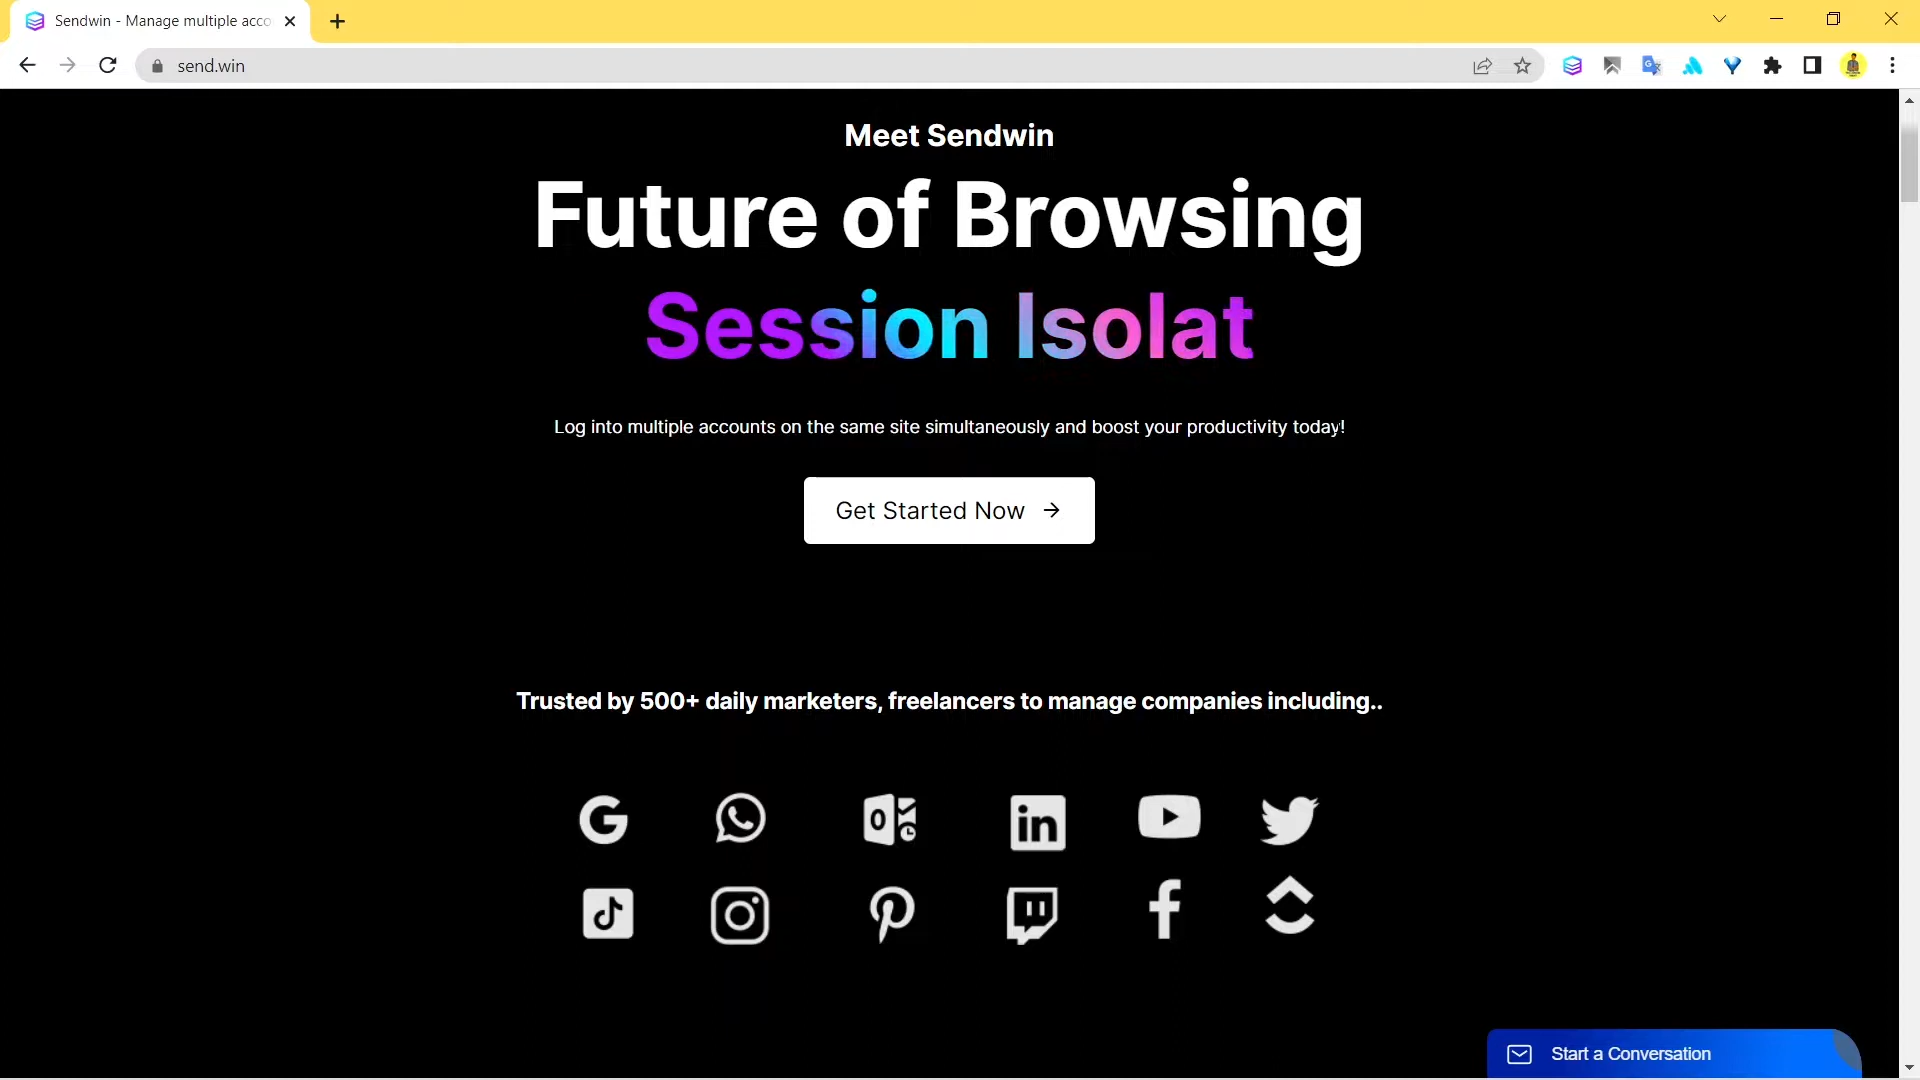 Sendwin - Manage multiple acco
send.win
Meet Sendwin
Future of Browsing
Session Isolat
Log into multiple accounts on the same site simultaneously and boost your productivity today!
Get Started Now
Trusted by 500+ daily marketers, freelancers to manage companies including..
Start a Conversation